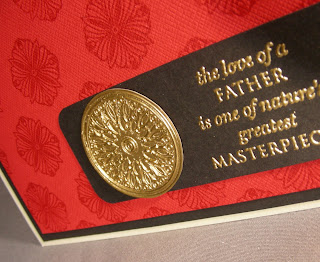 the love of a
FATHER
is one of nature's
greatest
MASTERPIEC